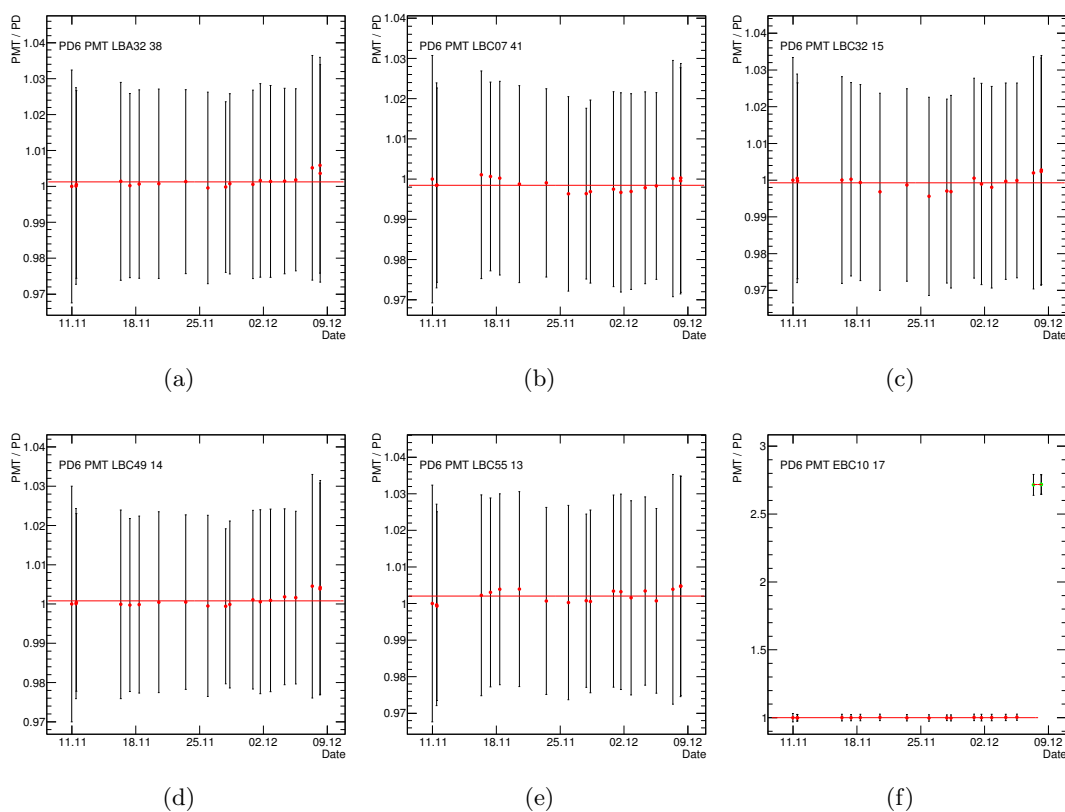 PMT / PD
1.04
1.03
1.02
1.01
1
0.99
0.98
0.97
PD6 PMT LBA32 38
11.11 18.11 25.11 02.12 09.12
Date
(a)
PMT / PD
1.04
1.03
1.02
1.01
1
0.99
0.98
0.97
PD6 PMT LBC07 41
11.11 18.11 25.11 02.12 09.12
Date
(b)
PMT / PD
1.04
1.03
1.02
1.01
1
0.99
0.98
0.97
PD6 PMT LBC32 15
11.11 18.11 25.11 02.12 09.12
Date
(c)
PMT / PD
1.04
1.03
1.02
1.01
1
0.99
0.98
0.97
PD6 PMT LBC49 14
11.11 18.11 25.11 02.12 09.12
Date
(d)
PMT / PD
1.04
1.03
1.02
1.01
1
0.99
0.98
0.97
PD6 PMT LBC55 13
11.11 18.11 25.11 02.12 09.12
Date
(e)
PMT / PD
3
2.5
2
1.5
1
PD6 PMT EBC10 17
11.11 18.11 25.11 02.12 09.12
Date
(f)